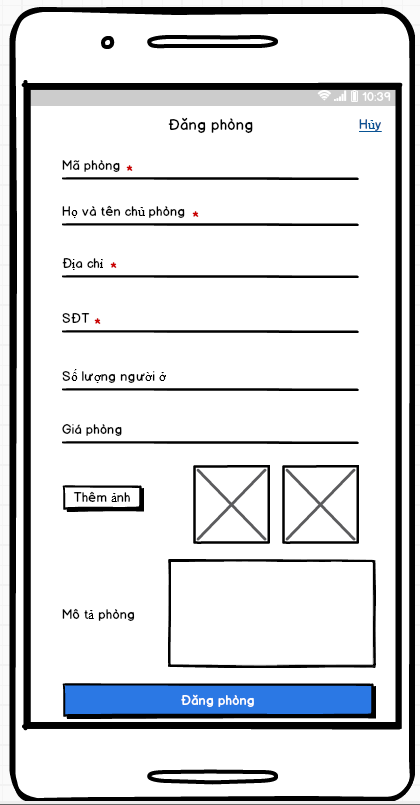 10:39
Đăng phòng
Hủy
Mã phòng *
Họ và tên chủ phòng *
Địa chỉ *
SĐT *
Số lượng người ở
Giá phòng
Thêm ảnh
Mô tả phòng
Đăng phòng